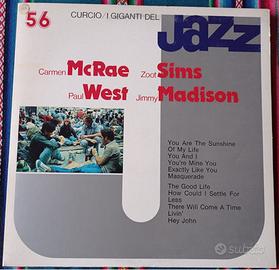 56
CURCIO/I GIGANTI DEL
Jazz
Carmen McRae Zoot Sims
Paul West Jimmy Madison
You Are The Sunshine
Of My Life
You and I
You're Mine You
Exactly Like You
Masquerade
The Good Life
How Could I Settle For
Less
There Will Come A Time
Livin'
Hey John
subito